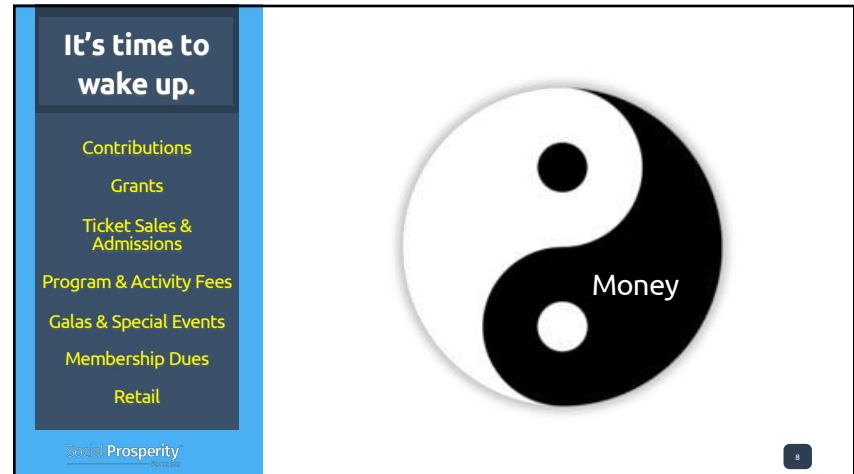 It's time to
wake up.
Contributions
Grants
Ticket Sales &
Admissions
Program & Activity Fees
Galas & Special Events
Membership Dues
Retail
Money
Social Prosperity
8